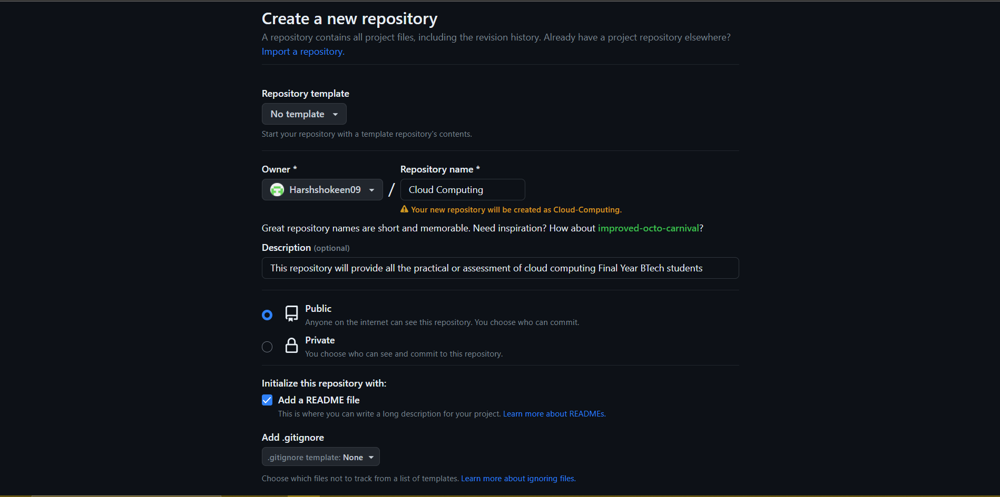 Create a new repository
A repository contains all project files, including the revision history. Already have a project repository elsewhere?
Import a repository.
Repository template
No template
Start your repository with a template repository's contents.
Owner *
Repository name *
Harshshokeen09
/
Cloud Computing
Your new repository will be created as Cloud-Computing.
Great repository names are short and memorable. Need inspiration? How about improved-octo-carnival?
Description (optional)
This repository will provide all the practical or assessment of cloud computing Final Year BTech students
Public
Anyone on the internet can see this repository. You choose who can commit.
Private
You choose who can see and commit to this repository.
Initialize this repository with:
Add a README file
This is where you can write a long description for your project. Learn more about READMEs.
Add .gitignore
.gitignore template: None
Choose which files not to track from a list of templates. Learn more about ignoring files.